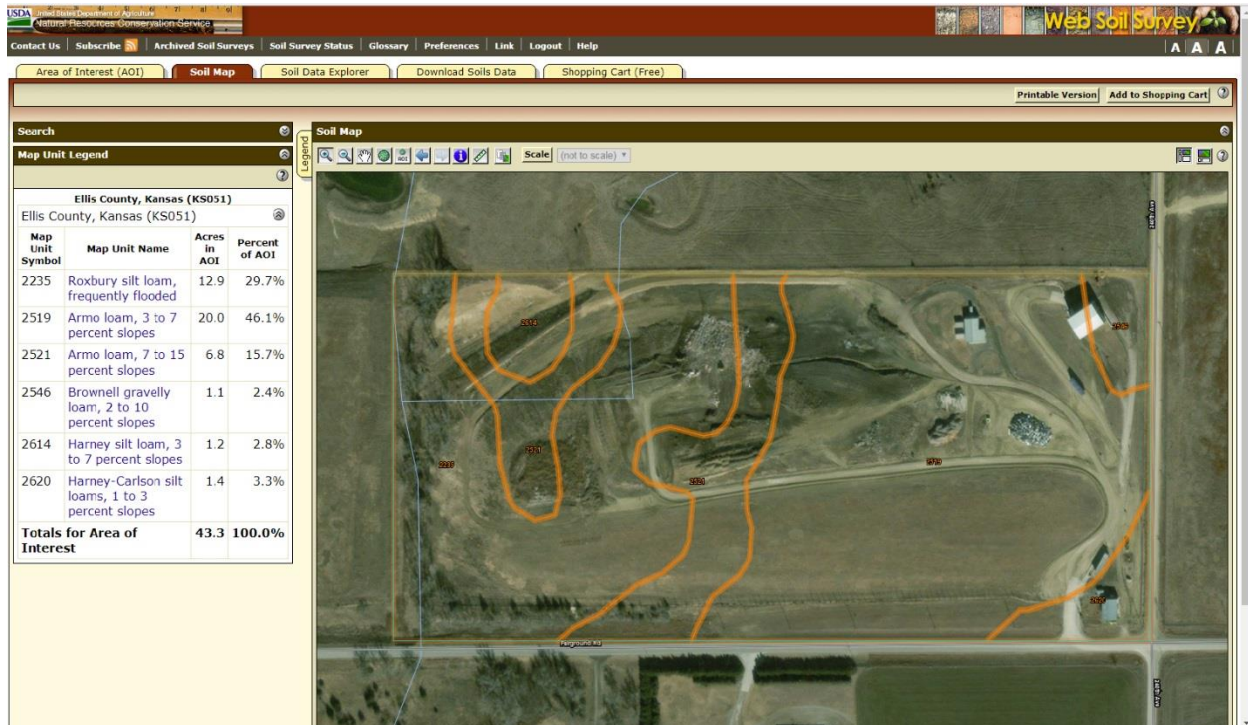 USDA United States Department of Agriculture
Natural Resources Conservation Service
Web Soil Survey
Contact Us | Subscribe | Archived Soil Surveys | Soil Survey Status | Glossary | Preferences | Link | Logout | Help
A A A
Area of Interest (AOI)
Soil Map
Soil Data Explorer
Download Soils Data
Shopping Cart (Free)
Printable Version
Add to Shopping Cart
Search
Map Unit Legend
Ellis County, Kansas (KS051)
Ellis County, Kansas (KS051)
Map Unit Symbol Map Unit Name Acres in AOI Percent of AOI
2235 Roxbury silt loam, 12.9 29.7%
frequently flooded
2519 Armo loam, 3 to 7 20.0 46.1%
percent slopes
2521 Armo loam, 7 to 15 6.8 15.7%
percent slopes
2546 Brownell gravelly 1.1 2.4%
loam, 2 to 10
percent slopes
2614 Harney silt loam, 3 1.2 2.8%
to 7 percent slopes
2620 Harney-Carlson silt 1.4 3.3%
loams, 1 to 3
percent slopes
Totals for Area of 43.3 100.0%
Interest
Legend
Soil Map
AOI
Scale (not to scale)
2614
2546
2235
2521
2521
2519
2620
Fairground Rd